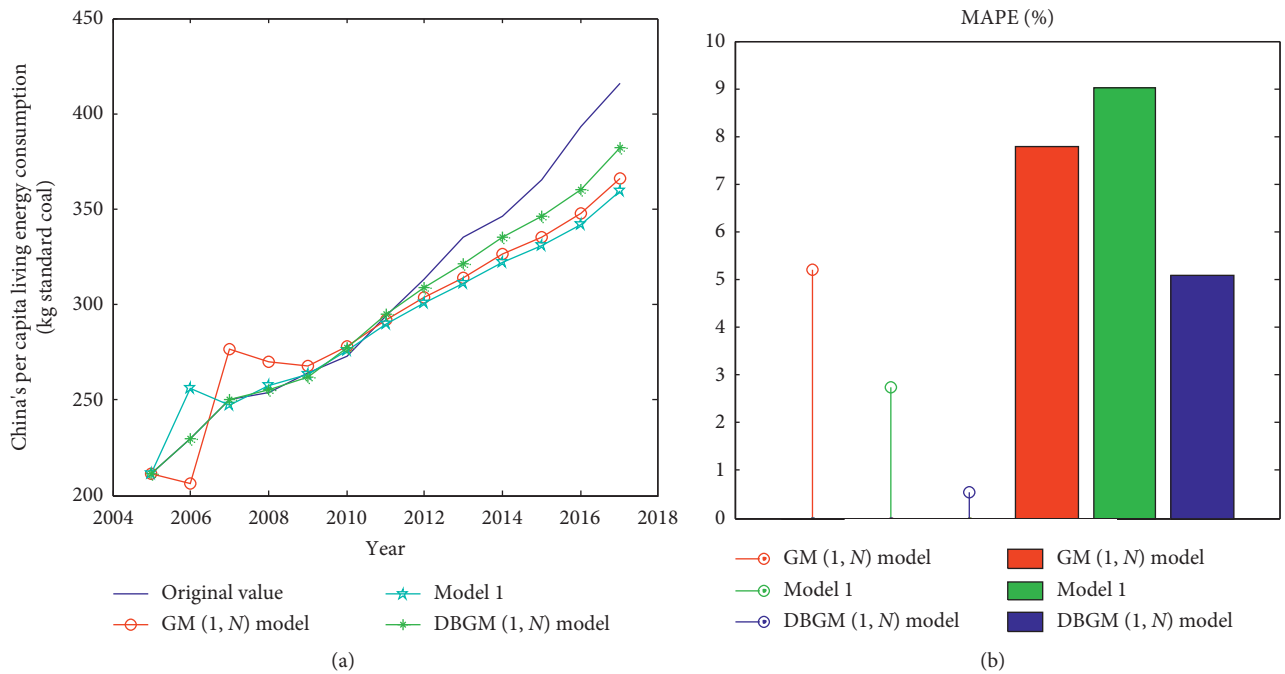 450
400
350
300
250
200
China's per capita living energy consumption
(kg standard coal)
2004 2006 2008 2010 2012 2014 2016 2018
Year
Original value
GM (1, N) model
Model 1
DBGM (1, N) model
(a)
MAPE (%)
10
9
8
7
6
5
4
3
2
1
0
GM (1, N) model
Model 1
DBGM (1, N) model
GM (1, N) model
Model 1
DBGM (1, N) model
(b)